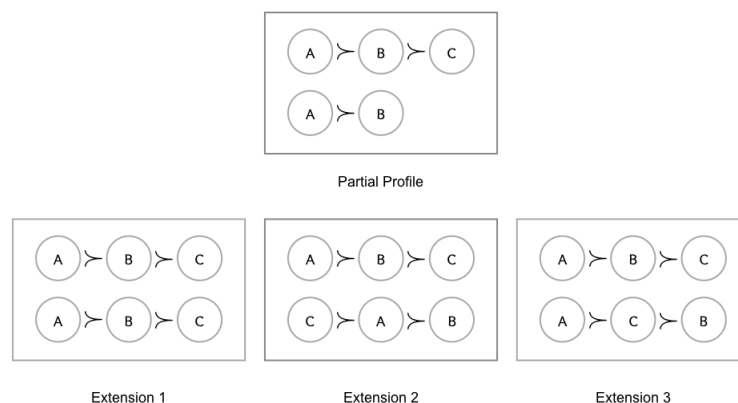 A ≻ B ≻ C
A ≻ B
Partial Profile
A ≻ B ≻ C
A ≻ B ≻ C
Extension 1
A ≻ B ≻ C
C ≻ A ≻ B
Extension 2
A ≻ B ≻ C
A ≻ C ≻ B
Extension 3